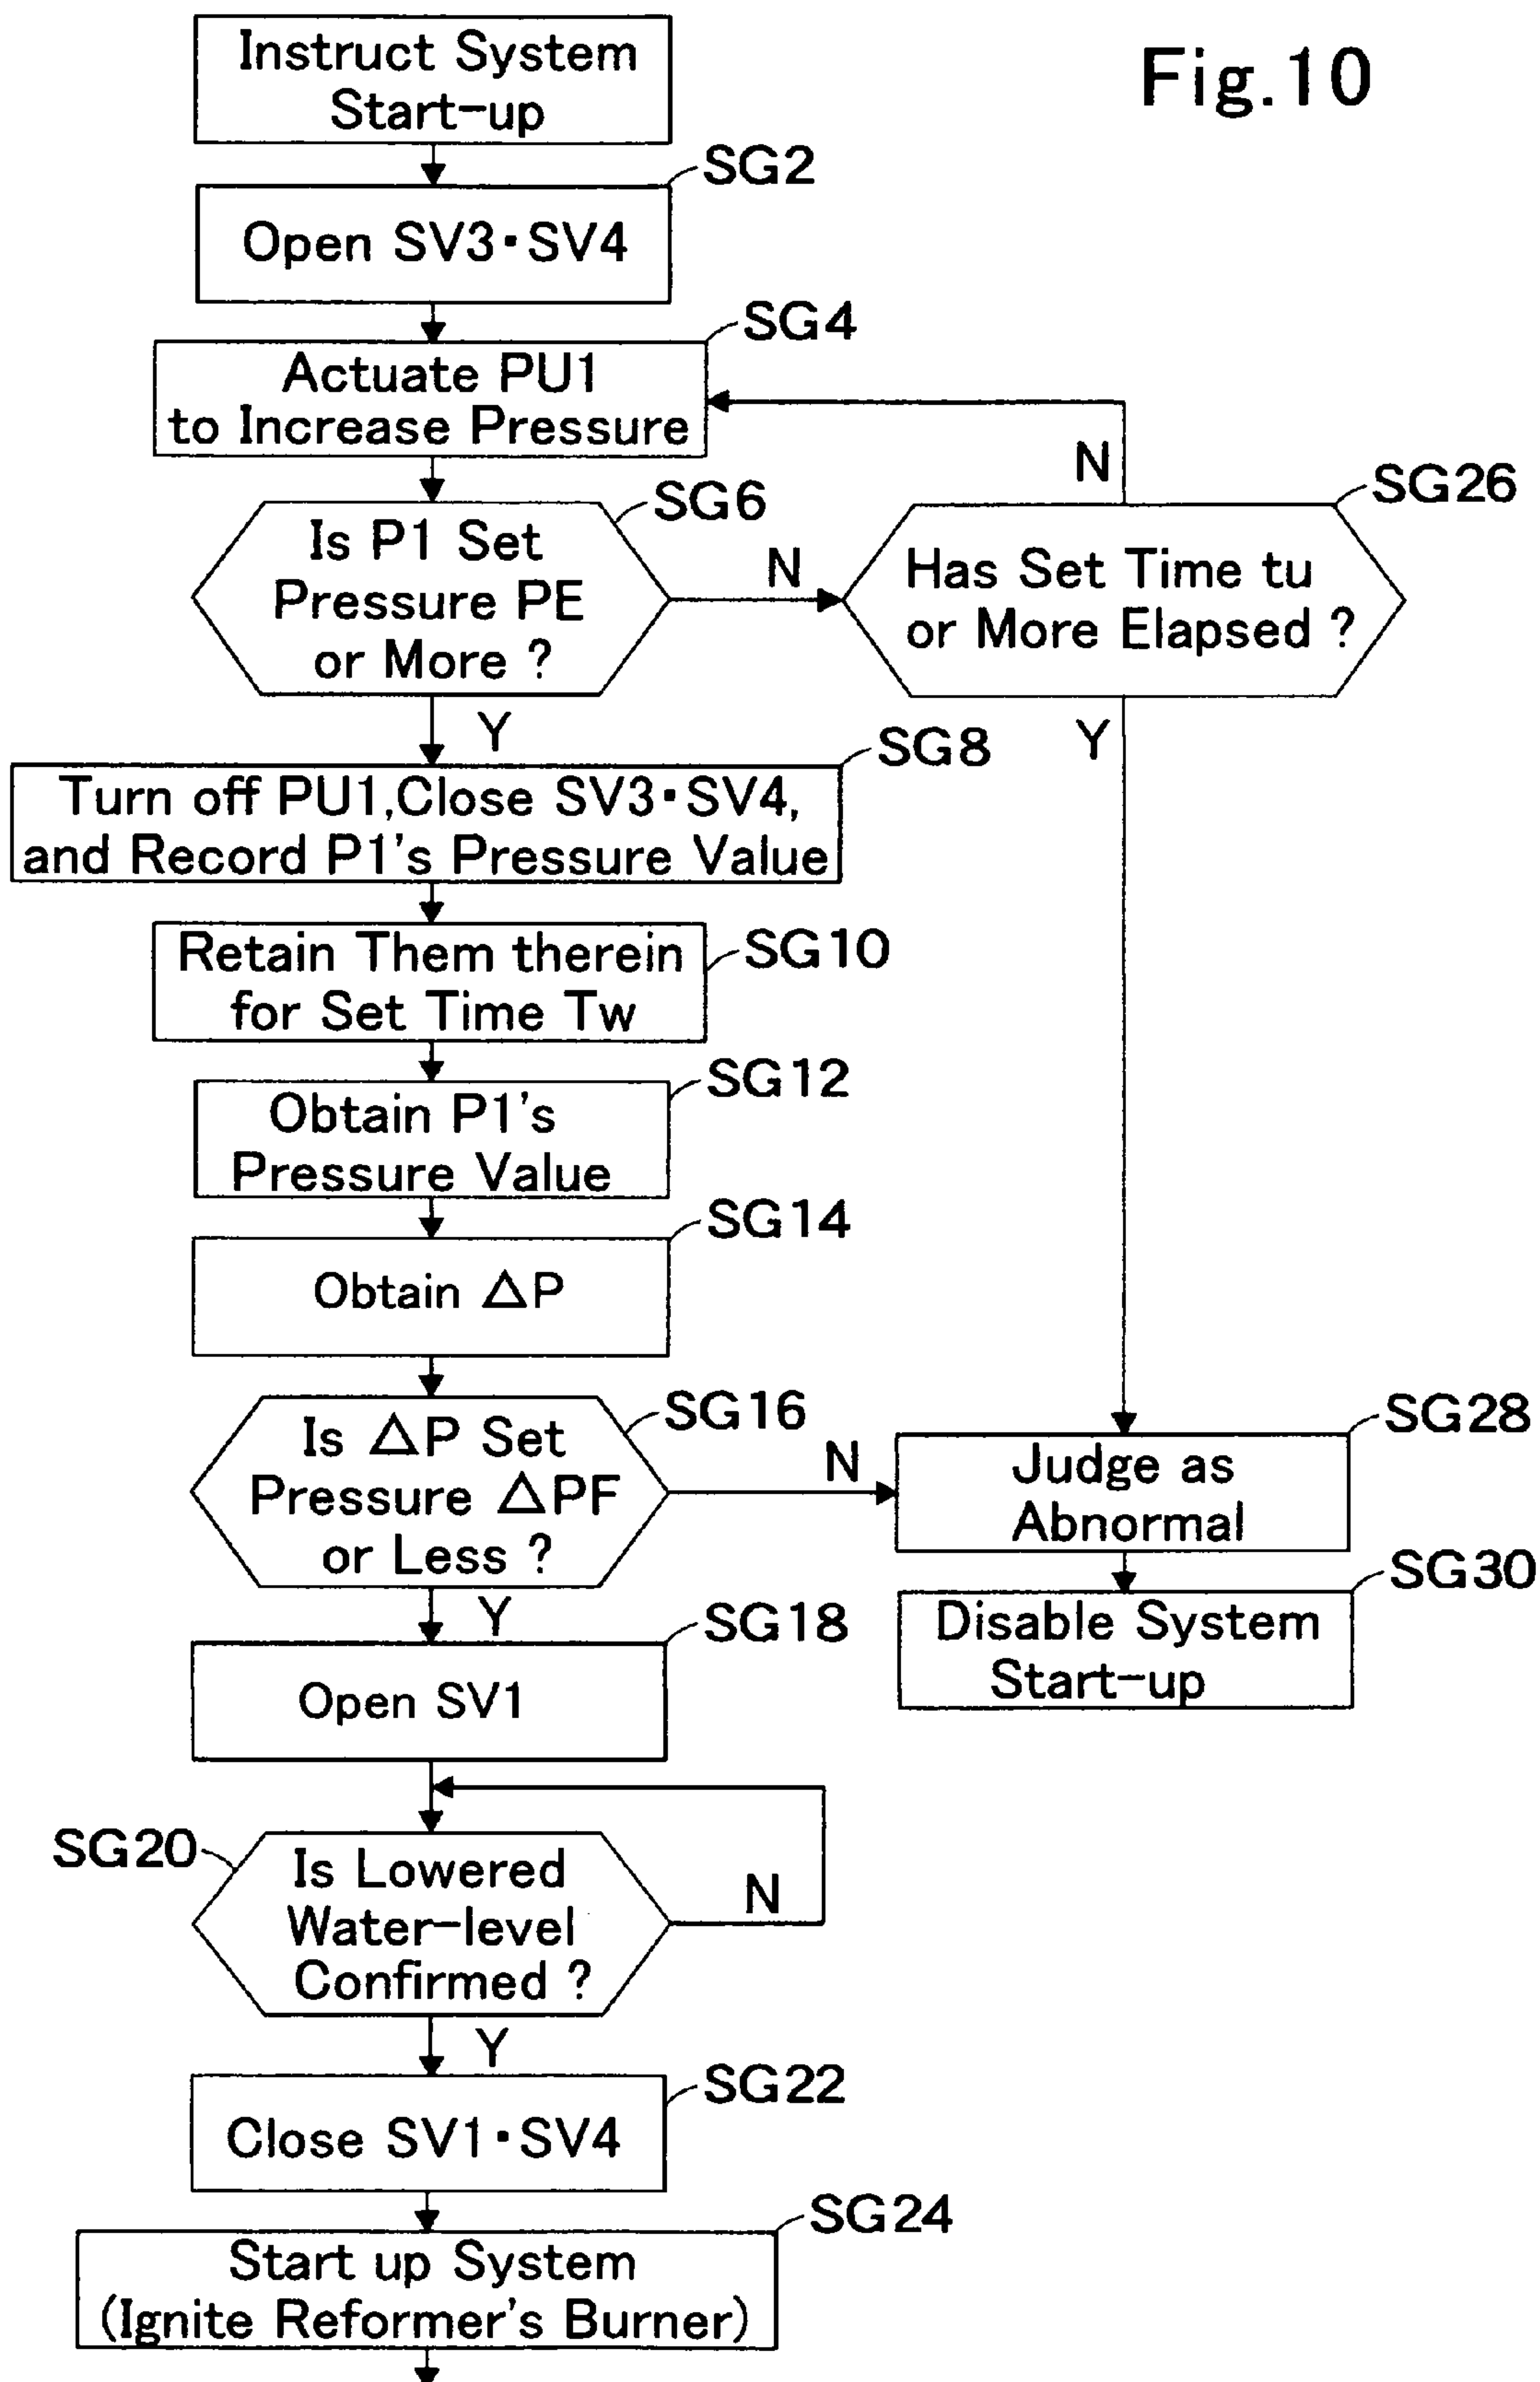 Fig.10
Instruct System
Start-up
SG2
Open SV3・SV4
SG4
Actuate PU1
to Increase Pressure
N
SG26
SG6
Is P1 Set
Pressure PE
or More ?
N
Has Set Time tu
or More Elapsed ?
Y
Y
SG8
Turn off PU1,Close SV3・SV4,
and Record P1's Pressure Value
SG10
Retain Them therein
for Set Time Tw
SG12
Obtain P1's
Pressure Value
SG14
Obtain △P
SG16
Is △P Set
Pressure △PF
or Less ?
N
SG28
Judge as
Abnormal
SG30
Disable System
Start-up
Y
SG18
Open SV1
SG20
Is Lowered
Water-level
Confirmed ?
N
Y
SG22
Close SV1・SV4
SG24
Start up System
(Ignite Reformer's Burner)